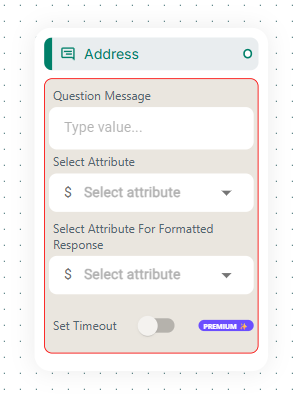 Address
Question Message
Type value...
Select Attribute
$ Select attribute
Select Attribute For Formatted
Response
$ Select attribute
Set Timeout
PREMIUM ✨